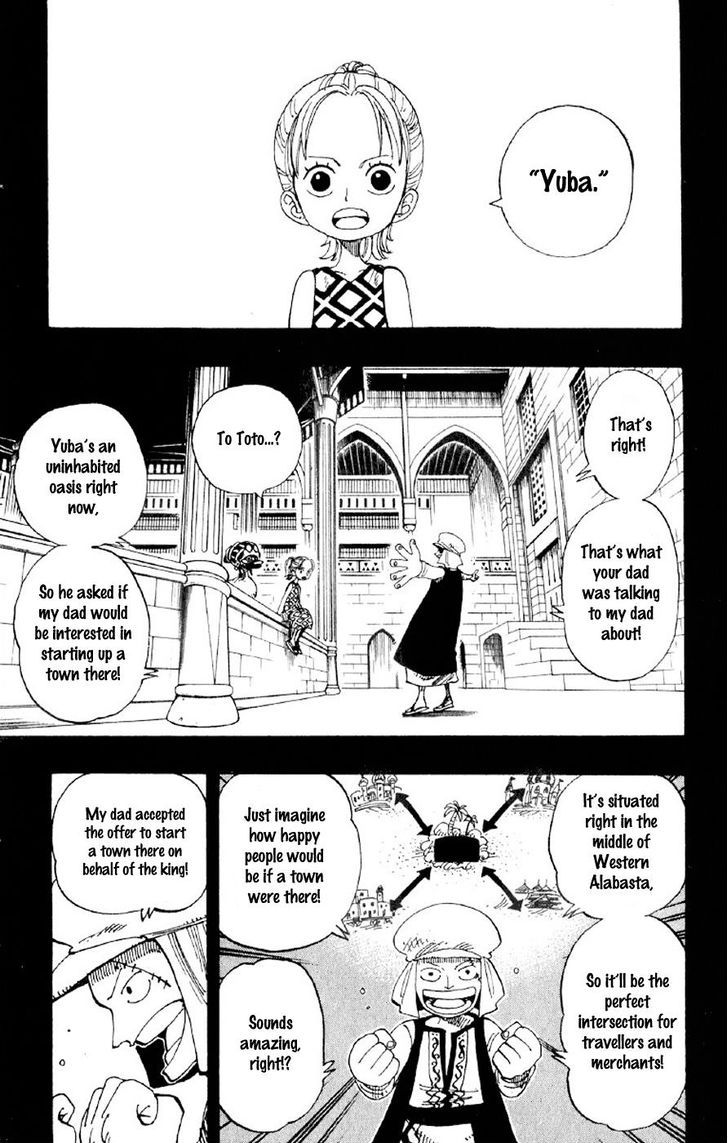 “Yuba.”
That's
right!
That's what
your dad
was talking
to my dad
about!
To Toto...?
Yuba's an
uninhabited
oasis right
now,
So he asked if
my dad would
be interested in
starting up a
town there!
It's situated
right in the
middle of
Western
Alabasta,
So it'll be the
perfect
intersection for
travellers and
merchants!
Just imagine
how happy
people would
be if a town
were there!
Sounds
amazing,
right!?
My dad accepted
the offer to start
a town there on
behalf of the king!